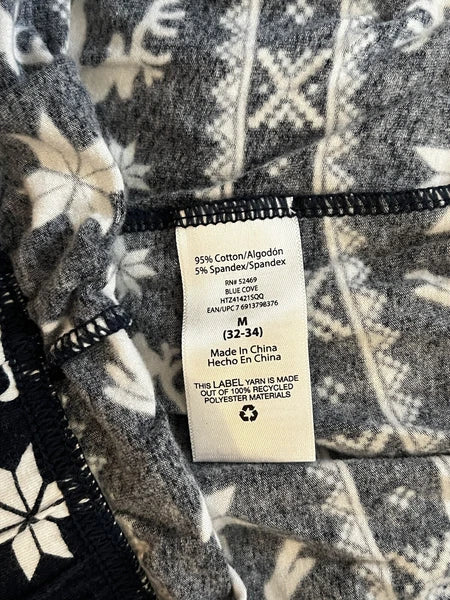 95% Cotton/Algodón
5% Spandex/Spandex
RN# 52469
BLUE COVE
HTZ41421SQQ
EAN/UPC 7 6913798376
M
(32-34)
Made In China
Hecho En China
THIS LABEL YARN IS MADE
OUT OF 100% RECYCLED
POLYESTER MATERIALS